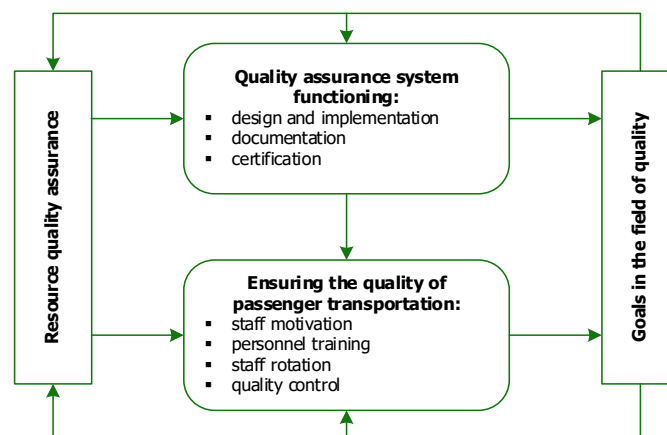 Resource quality assurance
Quality assurance system
functioning:
▪ design and implementation
▪ documentation
▪ certification
Ensuring the quality of
passenger transportation:
▪ staff motivation
▪ personnel training
▪ staff rotation
▪ quality control
Goals in the field of quality